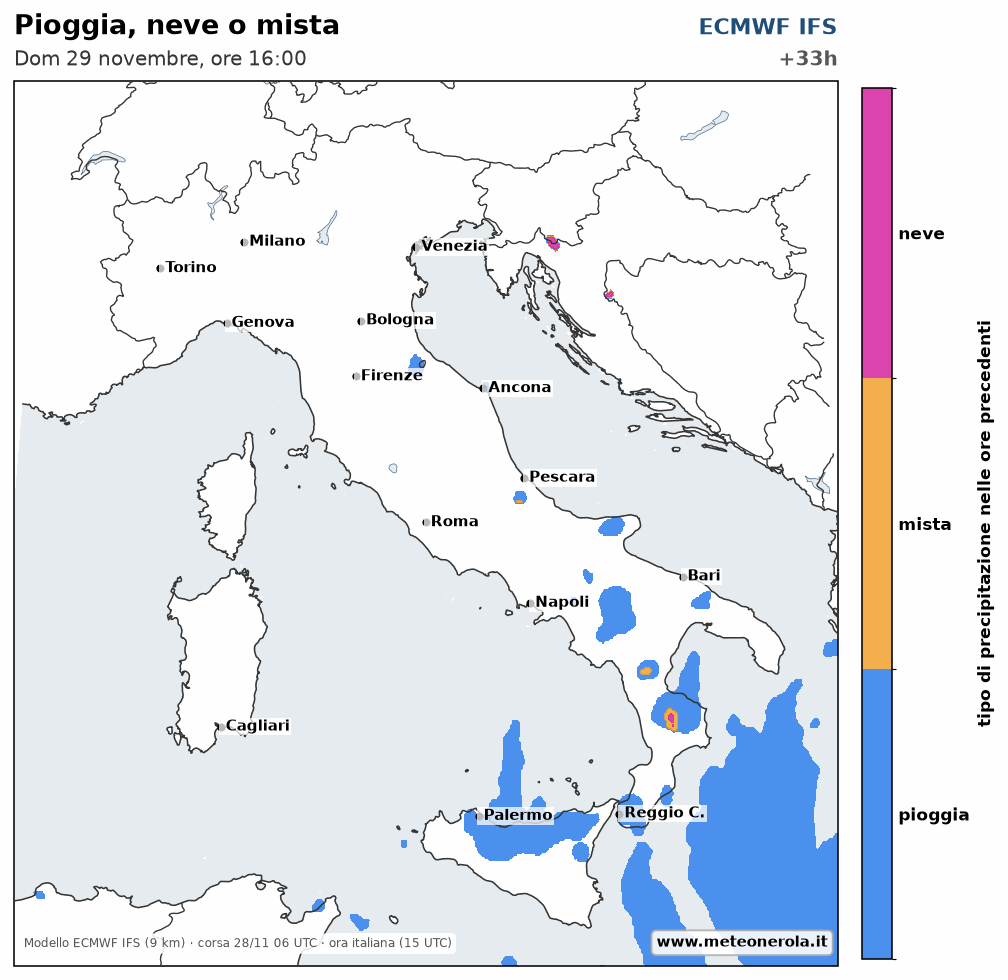 Pioggia, neve o mista
ECMWF IFS
Dom 29 novembre, ore 16:00
+33h
Milano
Venezia
Torino
Genova
Bologna
Firenze
Ancona
Pescara
Roma
Bari
Napoli
Cagliari
Palermo
Reggio C.
neve
mista
pioggia
tipo di precipitazione nelle ore precedenti
Modello ECMWF IFS (9 km) · corsa 28/11 06 UTC · ora italiana (15 UTC)
www.meteonerola.it